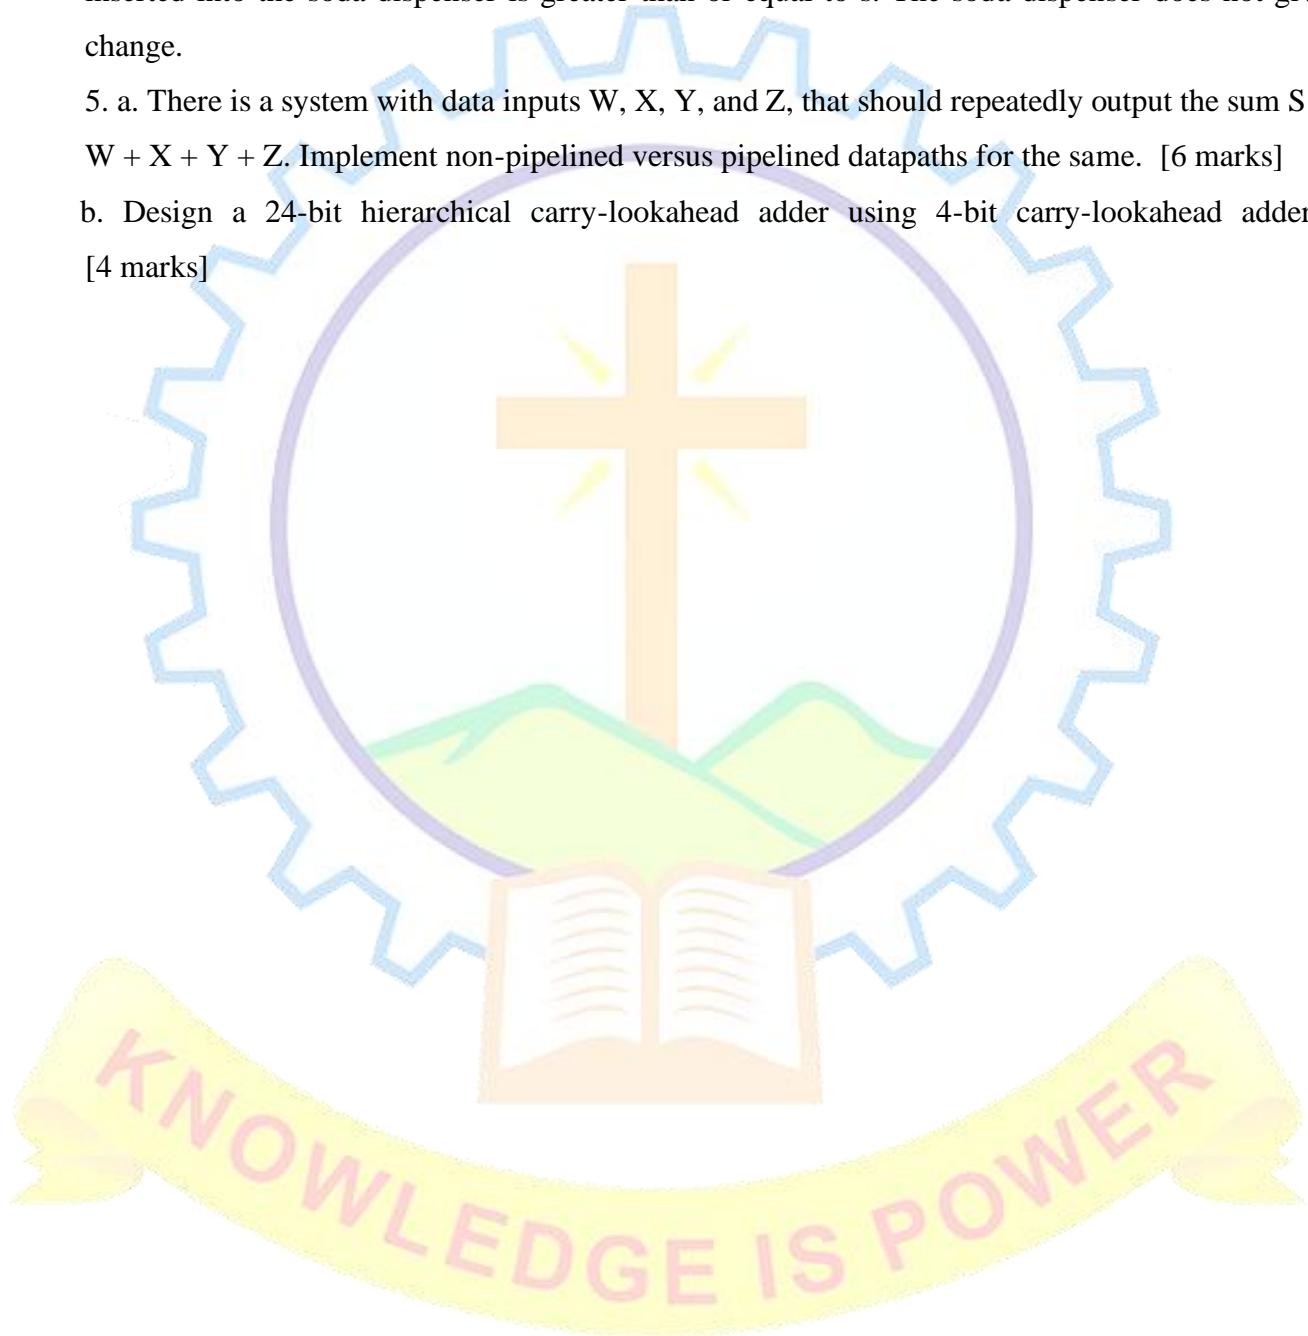 inserted into the soda dispenser is greater than or equal to s. The soda dispenser does not
change.
5. a. There is a system with data inputs W, X, Y, and Z, that should repeatedly output the sum S
W + X + Y + Z. Implement non-pipelined versus pipelined datapaths for the same. [6 marks]
b. Design a 24-bit hierarchical carry-lookahead adder using 4-bit carry-lookahead adder
[4 marks]
KNOWLEDGE IS POWER